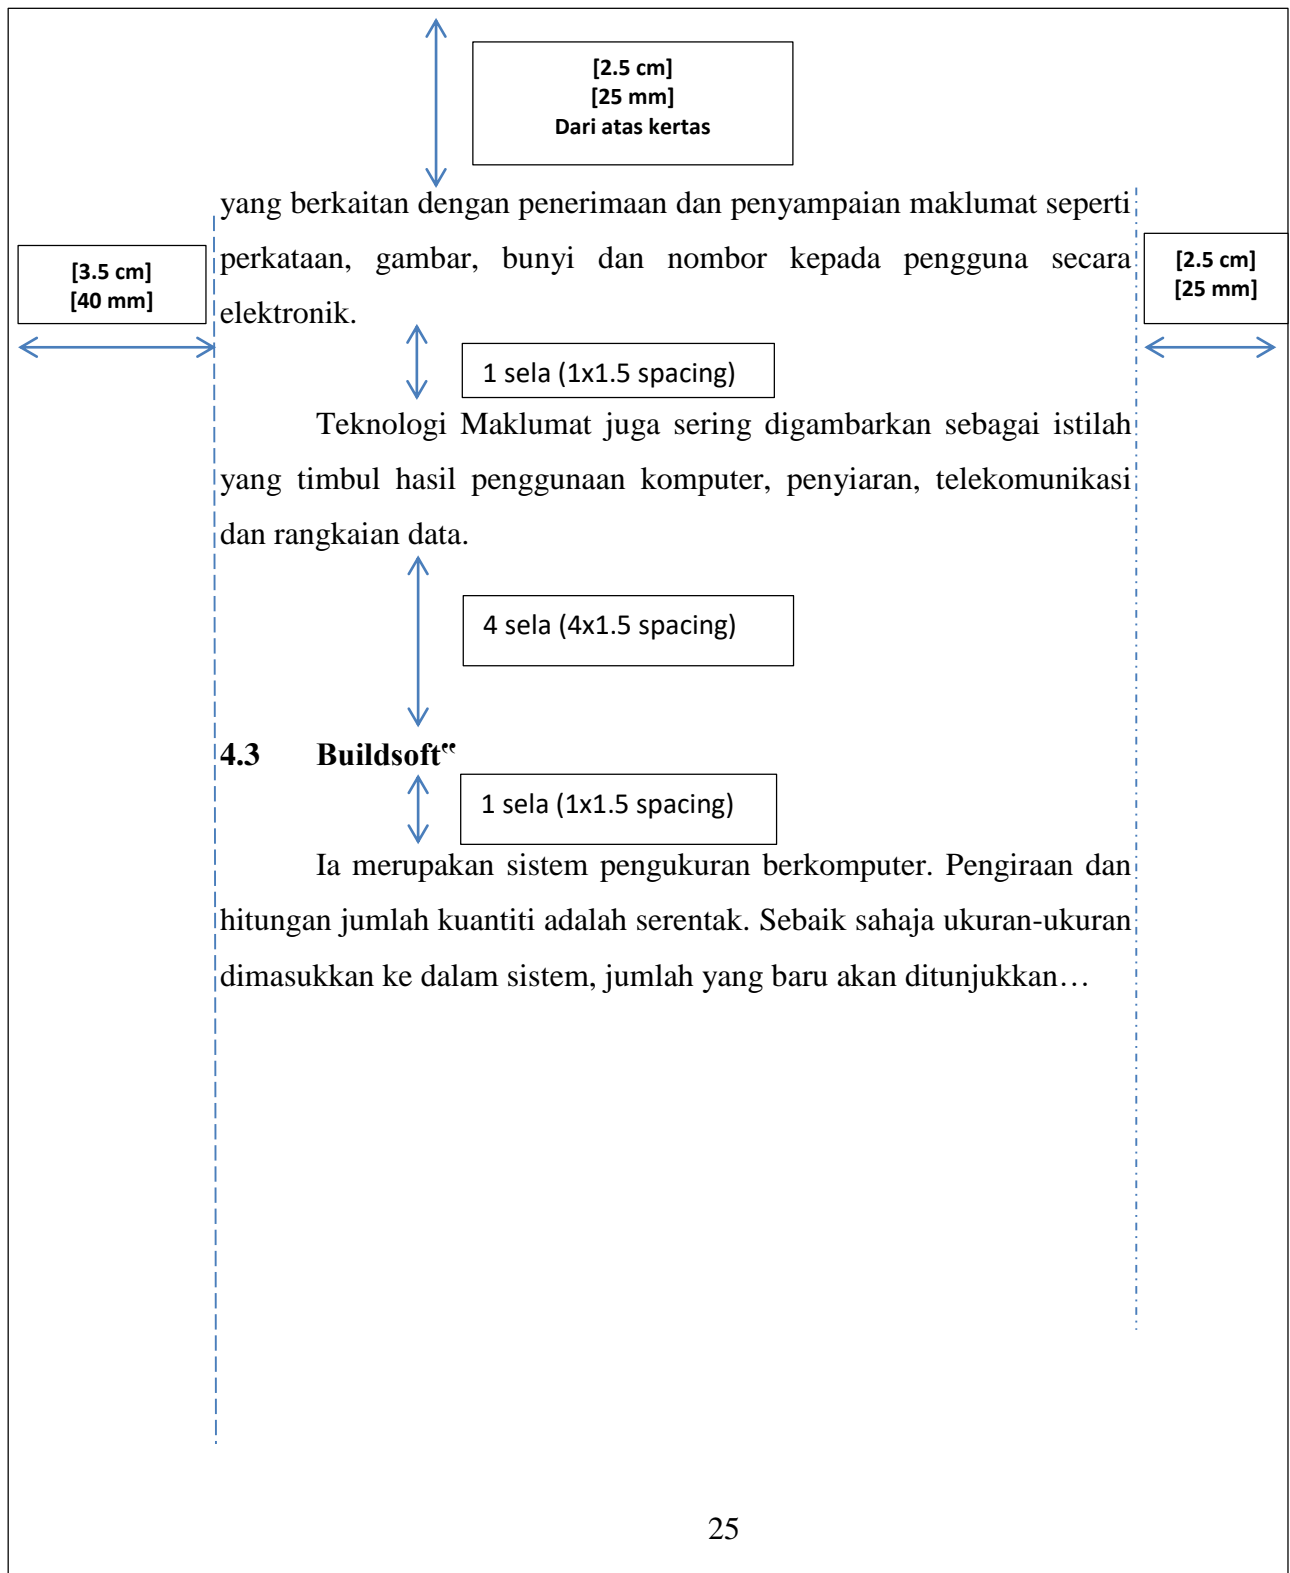 [2.5 cm]
[25 mm]
Dari atas kertas
yang berkaitan dengan penerimaan dan penyampaian maklumat seperti
perkataan, gambar, bunyi dan nombor kepada pengguna secara
elektronik.
[3.5 cm]
[40 mm]
[2.5 cm]
[25 mm]
1 sela (1x1.5 spacing)
Teknologi Maklumat juga sering digambarkan sebagai istilah
yang timbul hasil penggunaan komputer, penyiaran, telekomunikasi
dan rangkaian data.
4 sela (4x1.5 spacing)
4.3 Buildsoft‟
1 sela (1x1.5 spacing)
Ia merupakan sistem pengukuran berkomputer. Pengiraan dan
hitungan jumlah kuantiti adalah serentak. Sebaik sahaja ukuran-ukuran
dimasukkan ke dalam sistem, jumlah yang baru akan ditunjukkan…
25